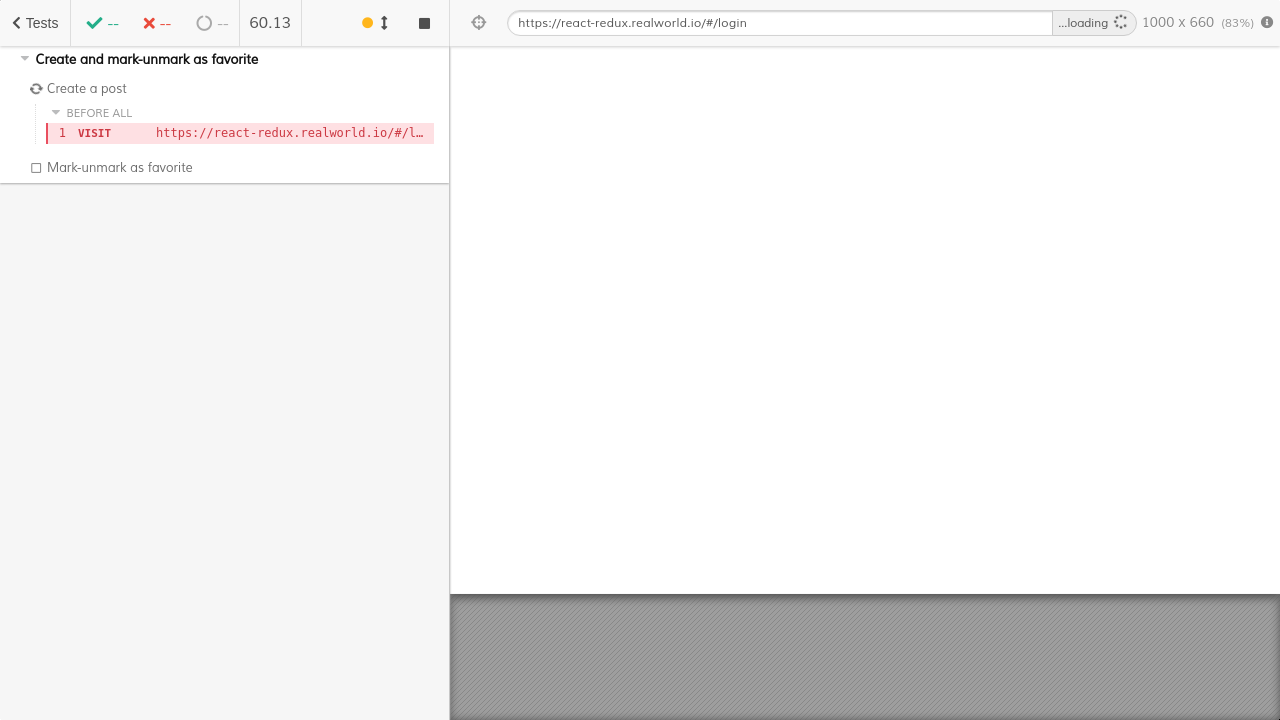 Tests -- -- -- 60.13
https://react-redux.realworld.io/#/login ...loading 1000 x 660 (83%)
Create and mark-unmark as favorite
Create a post
BEFORE ALL
1 VISIT https://react-redux.realworld.io/#/l…
Mark-unmark as favorite